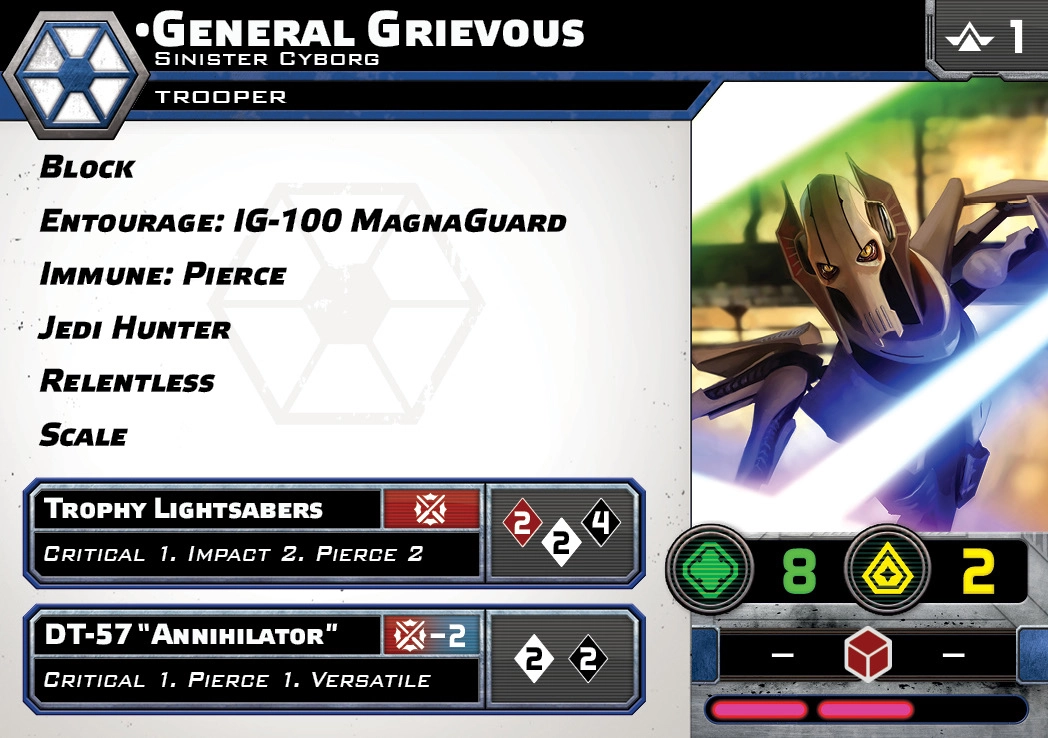 •General Grievous
1
Sinister Cyborg
Trooper
Block
Entourage: IG-100 MagnaGuard
Immune: Pierce
Jedi Hunter
Relentless
Scale
Trophy Lightsabers
2 2 4
Critical 1. Impact 2. Pierce 2
8 2
DT-57 "Annihilator"
-2
2 2
Critical 1. Pierce 1. Versatile
– –